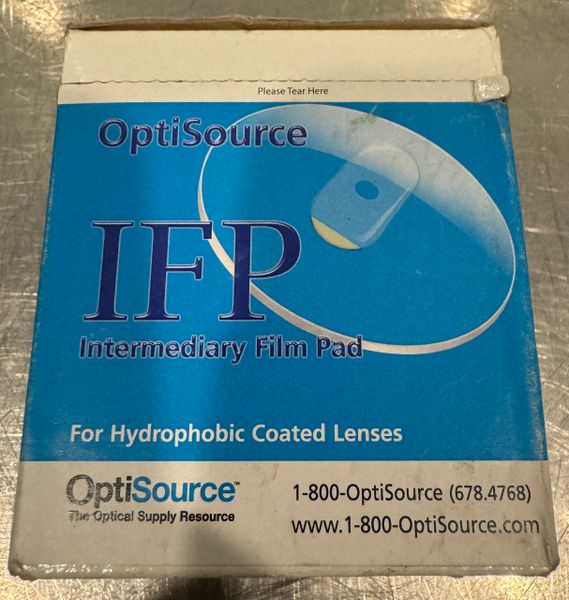 Please Tear Here
OptiSource
IFP
Intermediary Film Pad
For Hydrophobic Coated Lenses
OptiSource™
The Optical Supply Resource
1-800-OptiSource (678.4768)
www.1-800-OptiSource.com